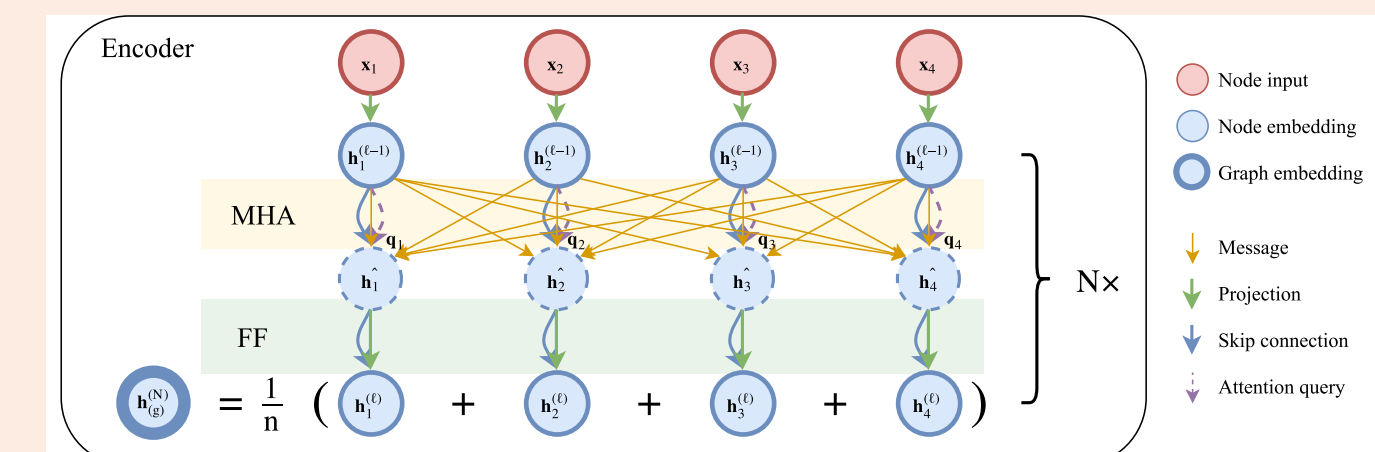 Encoder
x₁ x₂ x₃ x₄
h₁⁽ℓ⁻¹⁾ h₂⁽ℓ⁻¹⁾ h₃⁽ℓ⁻¹⁾ h₄⁽ℓ⁻¹⁾
MHA
q₁ q₂ q₃ q₄
ĥ₁ ĥ₂ ĥ₃ ĥ₄
N×
FF
h₍g₎⁽ᴺ⁾ = 1/n ( h₁⁽ℓ⁾ + h₂⁽ℓ⁾ + h₃⁽ℓ⁾ + h₄⁽ℓ⁾ )
Node input
Node embedding
Graph embedding
Message
Projection
Skip connection
Attention query